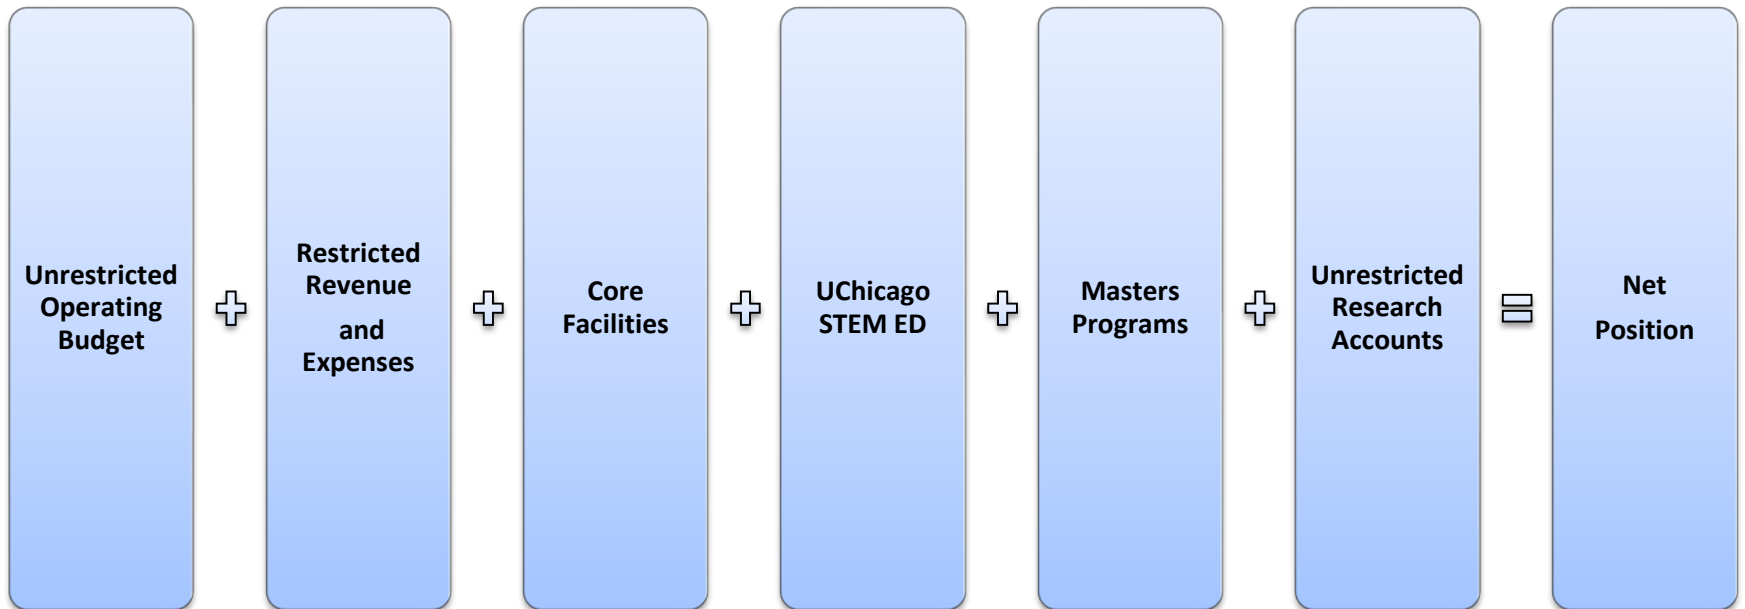 Unrestricted
Operating
Budget
Restricted
Revenue
and
Expenses
Core
Facilities
UChicago
STEM ED
Masters
Programs
Unrestricted
Research
Accounts
Net
Position